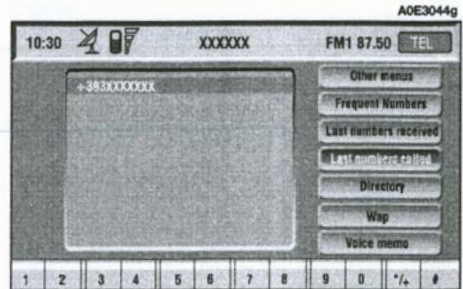 A0E3044g
10:30 XXXXXX FM1 87.50 TEL
+393XXXXXXX
Other menus
Frequent Numbers
Last numbers received
Last numbers called
Directory
Wap
Voice memo
1 2 3 4 5 6 7 8 9 0 */+ #